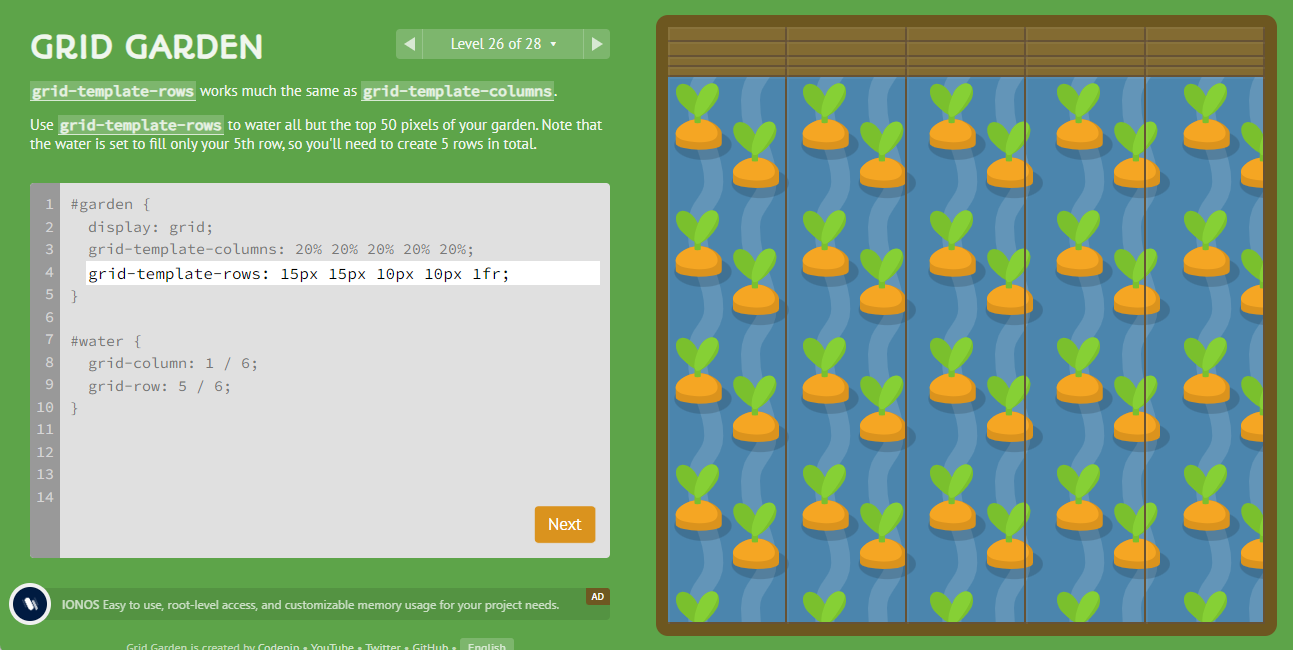 GRID GARDEN
Level 26 of 28
grid-template-rows works much the same as grid-template-columns.
Use grid-template-rows to water all but the top 50 pixels of your garden. Note that
the water is set to fill only your 5th row, so you'll need to create 5 rows in total.
1 #garden {
2 display: grid;
3 grid-template-columns: 20% 20% 20% 20% 20%;
4 grid-template-rows: 15px 15px 10px 10px 1fr;
5 }
6
7 #water {
8 grid-column: 1 / 6;
9 grid-row: 5 / 6;
10 }
11
12
13
14
Next
IONOS Easy to use, root-level access, and customizable memory usage for your project needs.
AD
Grid Garden is created by Codepip • YouTube • Twitter • GitHub • English